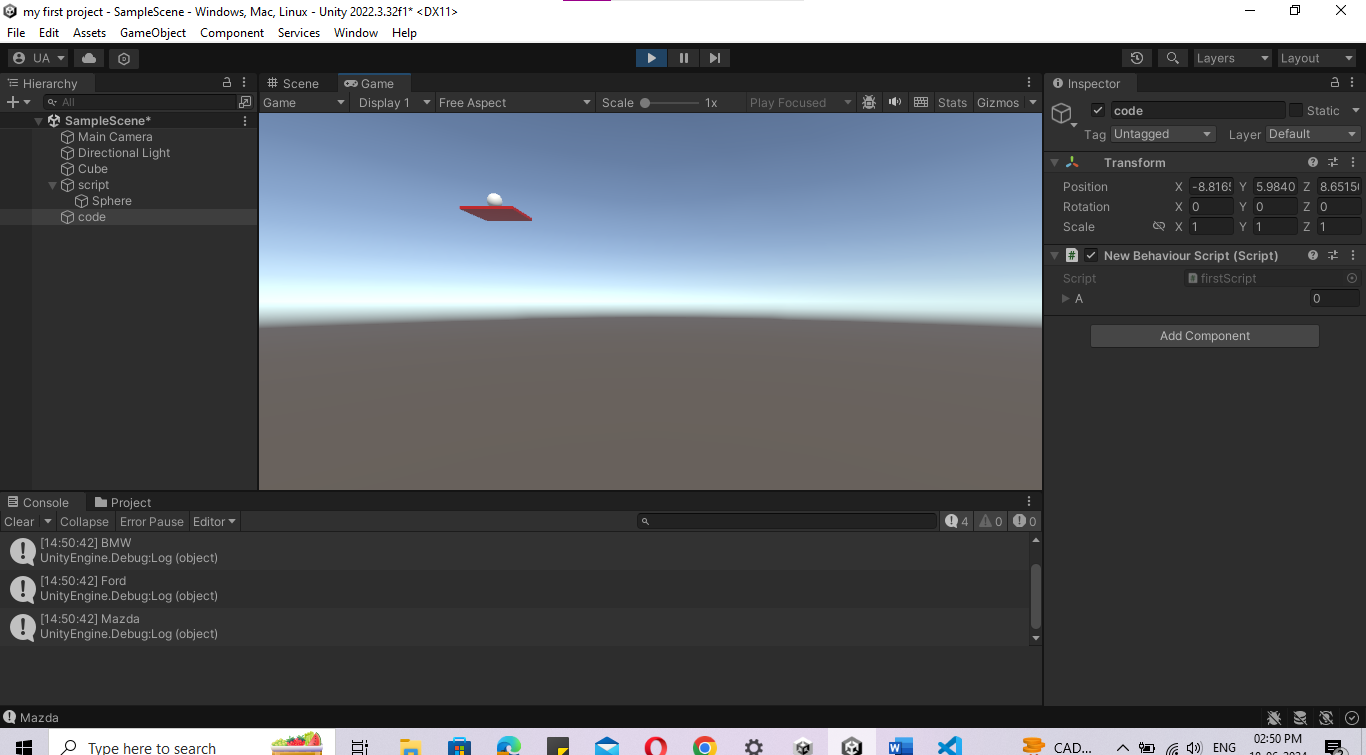 my first project - SampleScene - Windows, Mac, Linux - Unity 2022.3.32f1* <DX11>
File Edit Assets GameObject Component Services Window Help
UA Layers Layout
Hierarchy Scene Game Inspector
All Game Display 1 Free Aspect Scale 1x Play Focused Stats Gizmos
code Static
SampleScene*
Tag Untagged Layer Default
Main Camera
Directional Light
Transform
Cube
script
Position X -8.8165 Y 5.9840 Z
Sphere
Rotation X 0 Y 0 Z 0
code
Scale X 1 Y 1 Z 1
New Behaviour Script (Script)
Script firstScript
A 0
Add Component
Console Project
Clear Collapse Error Pause Editor 4 0 0
[14:50:42] BMW
UnityEngine.Debug:Log (object)
[14:50:42] Ford
UnityEngine.Debug:Log (object)
[14:50:42] Mazda
UnityEngine.Debug:Log (object)
Mazda
Type here to search CAD... ENG 02:50 PM